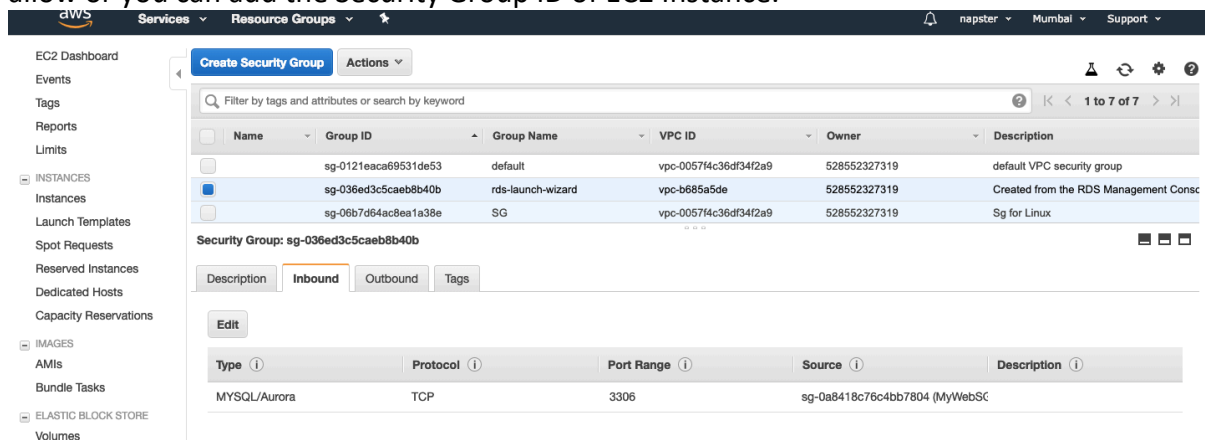 allow or you can add the Security Group ID of EC2 instance.
aws Services Resource Groups napster Mumbai Support
EC2 Dashboard
Events
Tags
Reports
Limits
INSTANCES
Instances
Launch Templates
Spot Requests
Reserved Instances
Dedicated Hosts
Capacity Reservations
IMAGES
AMIs
Bundle Tasks
ELASTIC BLOCK STORE
Volumes
Create Security Group Actions
Filter by tags and attributes or search by keyword 1 to 7 of 7
Name Group ID Group Name VPC ID Owner Description
sg-0121eaca69531de53 default vpc-0057f4c36df34f2a9 528552327319 default VPC security group
sg-036ed3c5caeb8b40b rds-launch-wizard vpc-b685a5de 528552327319 Created from the RDS Management Consc
sg-06b7d64ac8ea1a38e SG vpc-0057f4c36df34f2a9 528552327319 Sg for Linux
Security Group: sg-036ed3c5caeb8b40b
Description Inbound Outbound Tags
Edit
Type Protocol Port Range Source Description
MYSQL/Aurora TCP 3306 sg-0a8418c76c4bb7804 (MyWebSG